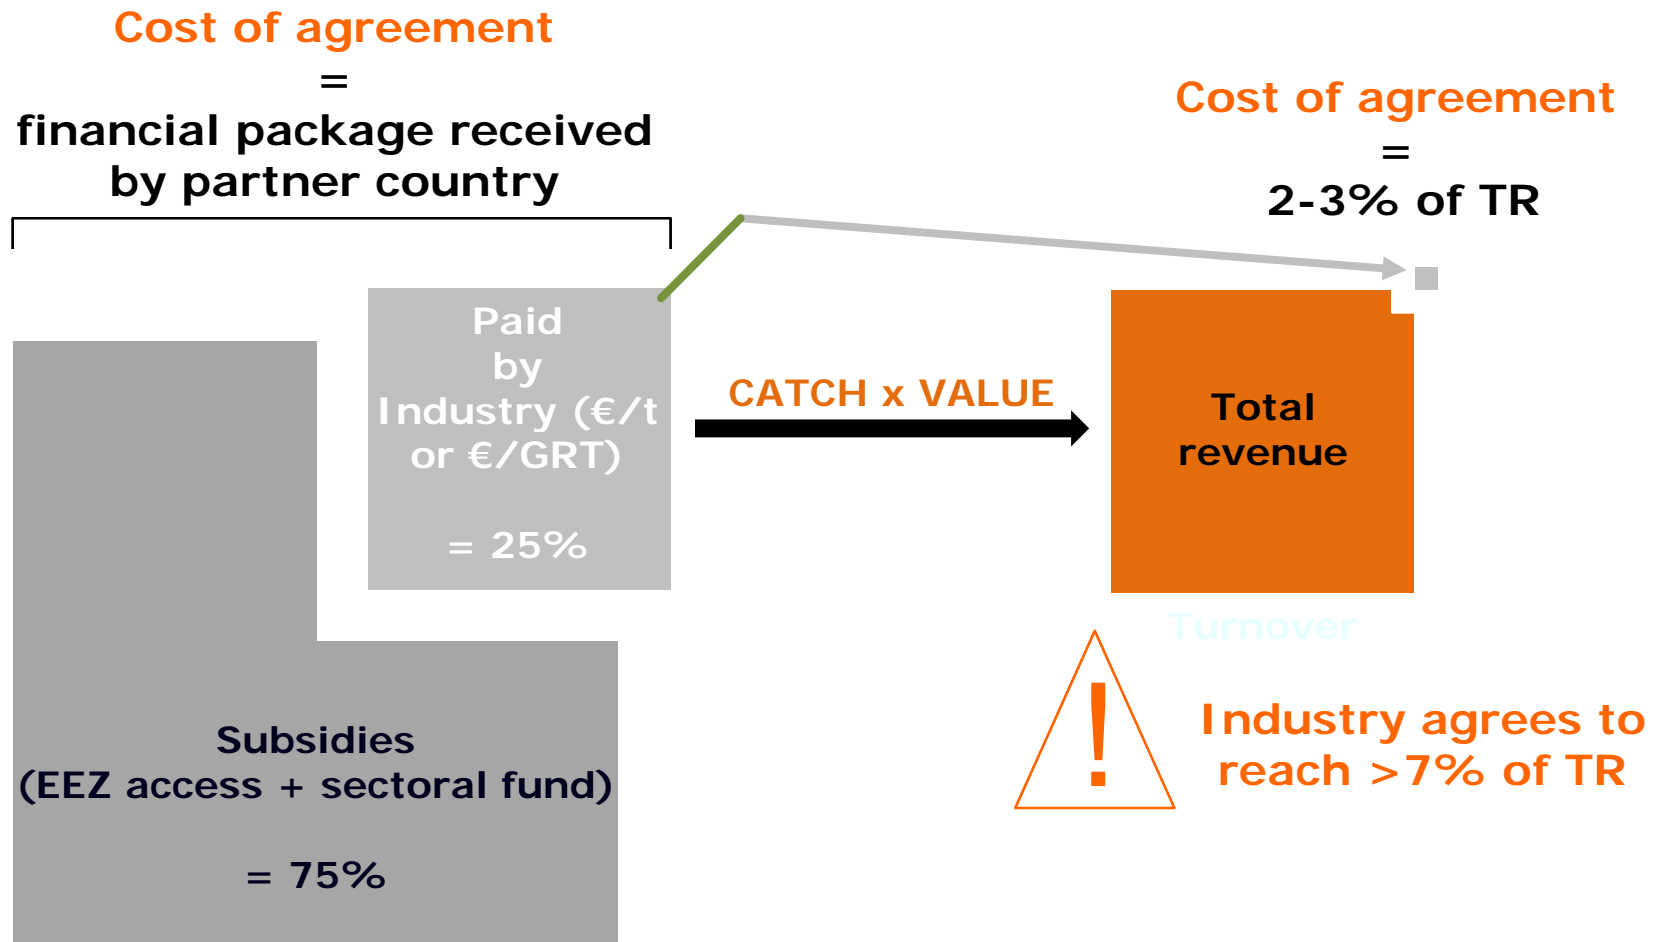 Cost of agreement
=
financial package received
by partner country
Cost of agreement
=
2-3% of TR
Paid
by
Industry (€/t
or €/GRT)
= 25%
CATCH x VALUE
Total
revenue
Turnover
!
Industry agrees to
reach >7% of TR
Subsidies
(EEZ access + sectoral fund)
= 75%